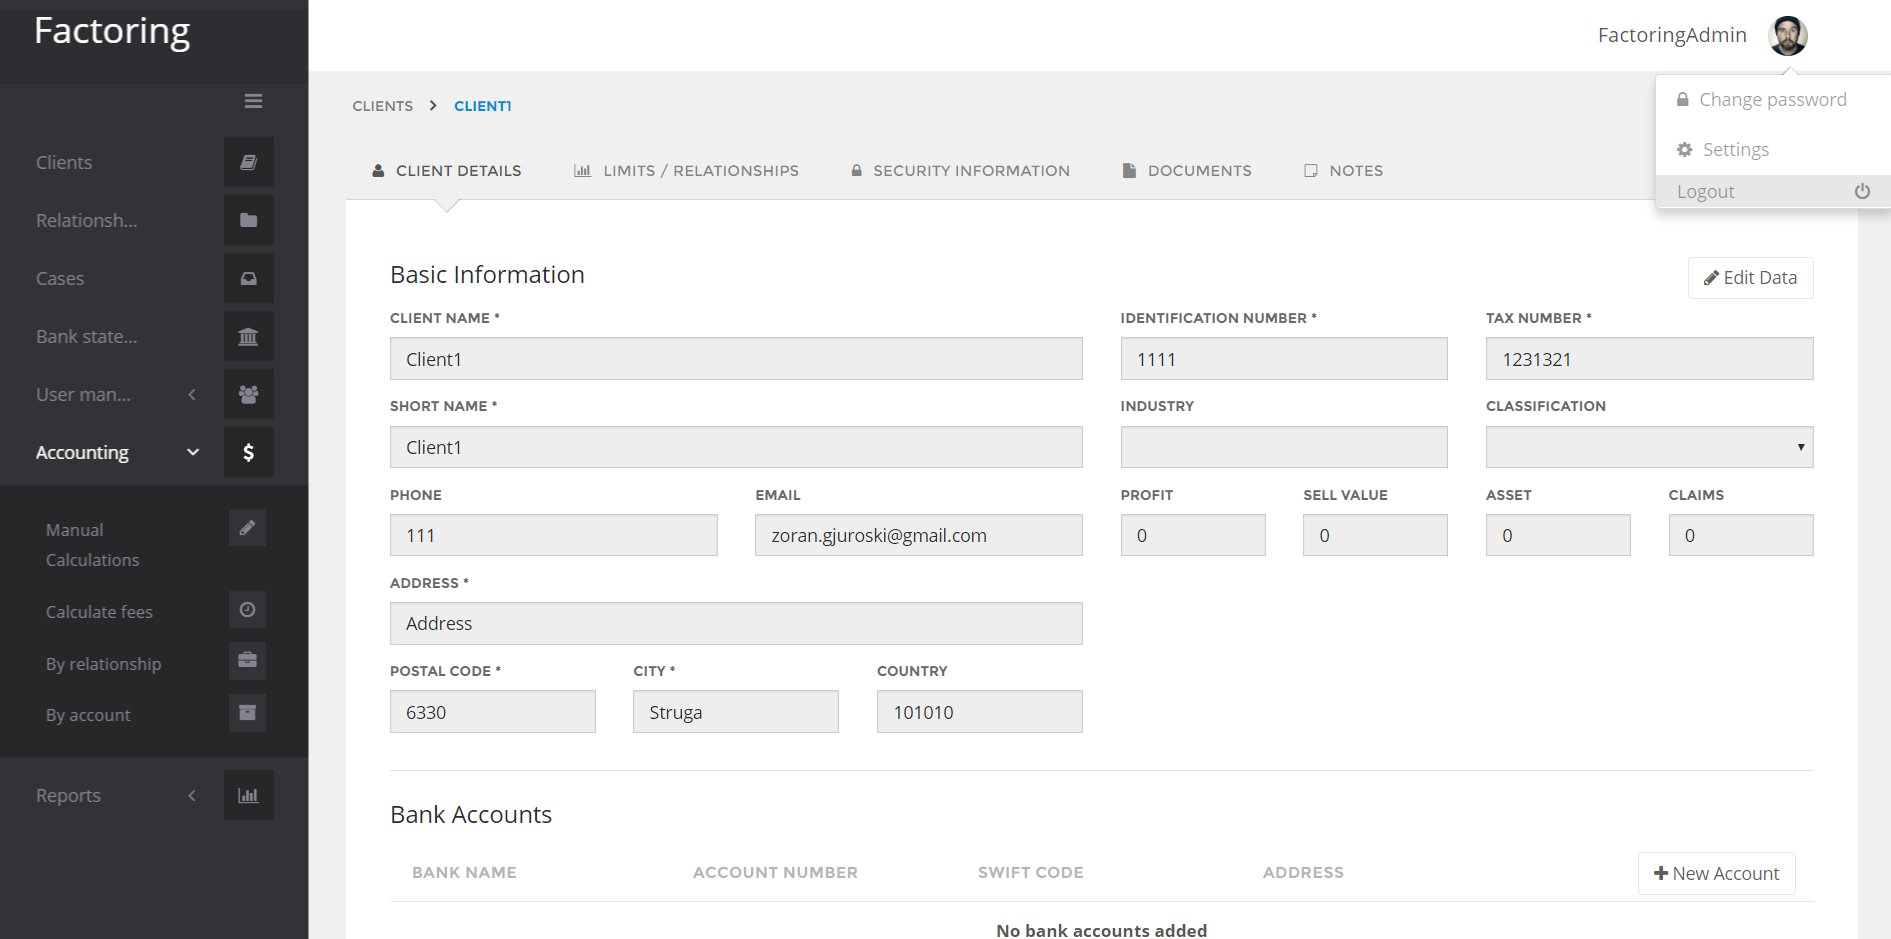 Factoring
FactoringAdmin
Change password
Settings
Logout
Clients
Relationsh...
Cases
Bank state...
User man...
Accounting
Manual
Calculations
Calculate fees
By relationship
By account
Reports
CLIENTS CLIENT1
CLIENT DETAILS LIMITS / RELATIONSHIPS SECURITY INFORMATION DOCUMENTS NOTES
Basic Information
Edit Data
CLIENT NAME * IDENTIFICATION NUMBER * TAX NUMBER *
Client1 1111 1231321
SHORT NAME * INDUSTRY CLASSIFICATION
Client1
PHONE EMAIL PROFIT SELL VALUE ASSET CLAIMS
111 zoran.gjuroski@gmail.com 0 0 0 0
ADDRESS *
Address
POSTAL CODE * CITY * COUNTRY
6330 Struga 101010
Bank Accounts
BANK NAME ACCOUNT NUMBER SWIFT CODE ADDRESS New Account
No bank accounts added